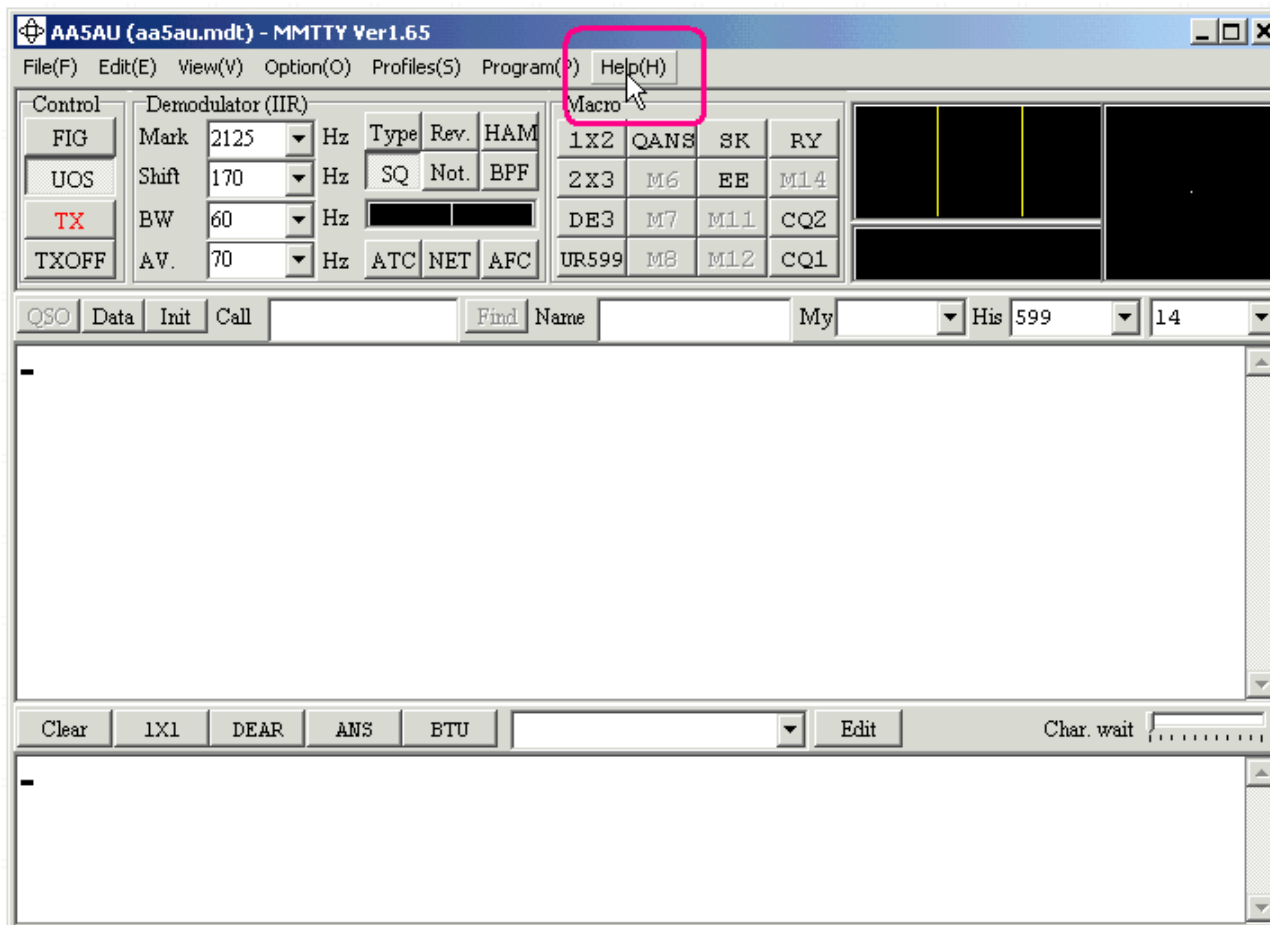 AA5AU (aa5au.mdt) - MMTTY Ver1.65
File(F) Edit(E) View(V) Option(O) Profiles(S) Program(P) Help(H)
Control Demodulator (IIR) Macro
FIG Mark 2125 Hz Type Rev. HAM 1X2 QANS SK RY
UOS Shift 170 Hz SQ Not. BPF 2X3 M6 EE M14
TX BW 60 Hz DE3 M7 M11 CQ2
TXOFF AV. 70 Hz ATC NET AFC UR599 M8 M12 CQ1
QSO Data Init Call Find Name My His 599 14
Clear 1X1 DEAR ANS BTU Edit Char. wait